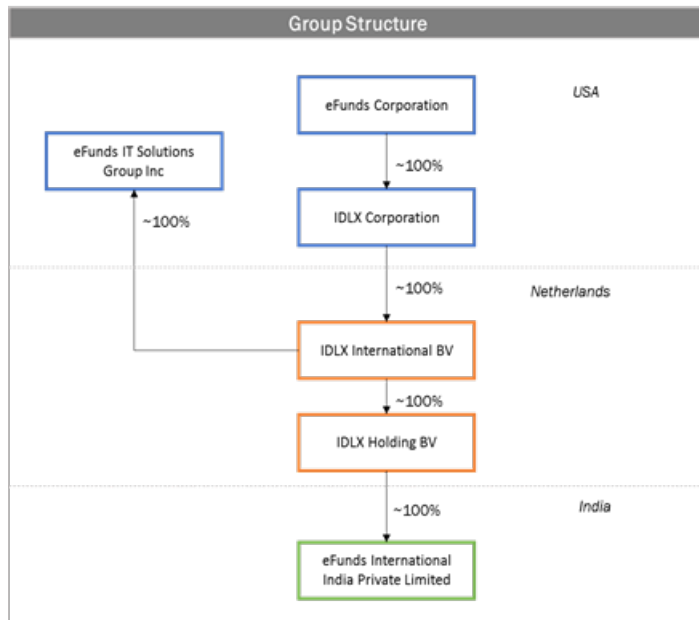 Group Structure
USA
eFunds Corporation
eFunds IT Solutions
Group Inc
~100%
IDLX Corporation
~100%
~100%
Netherlands
IDLX International BV
~100%
IDLX Holding BV
~100%
India
eFunds International
India Private Limited